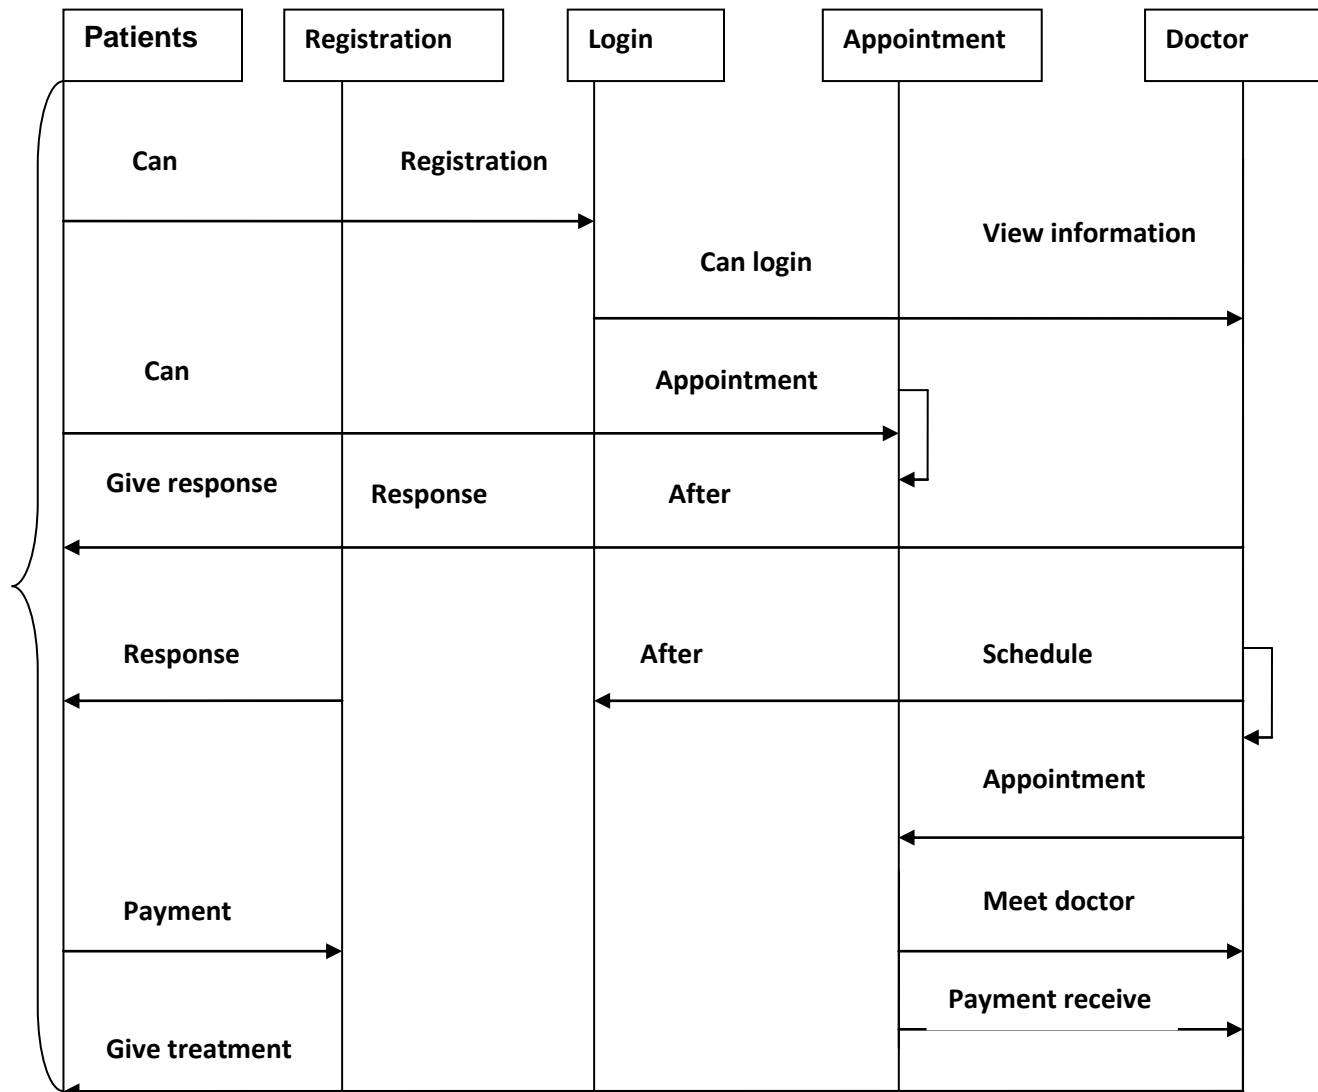 Patients
Registration
Login
Appointment
Doctor
Can
Registration
View information
Can login
Can
Appointment
Give response
Response
After
Response
After
Schedule
Appointment
Meet doctor
Payment
Payment receive
Give treatment